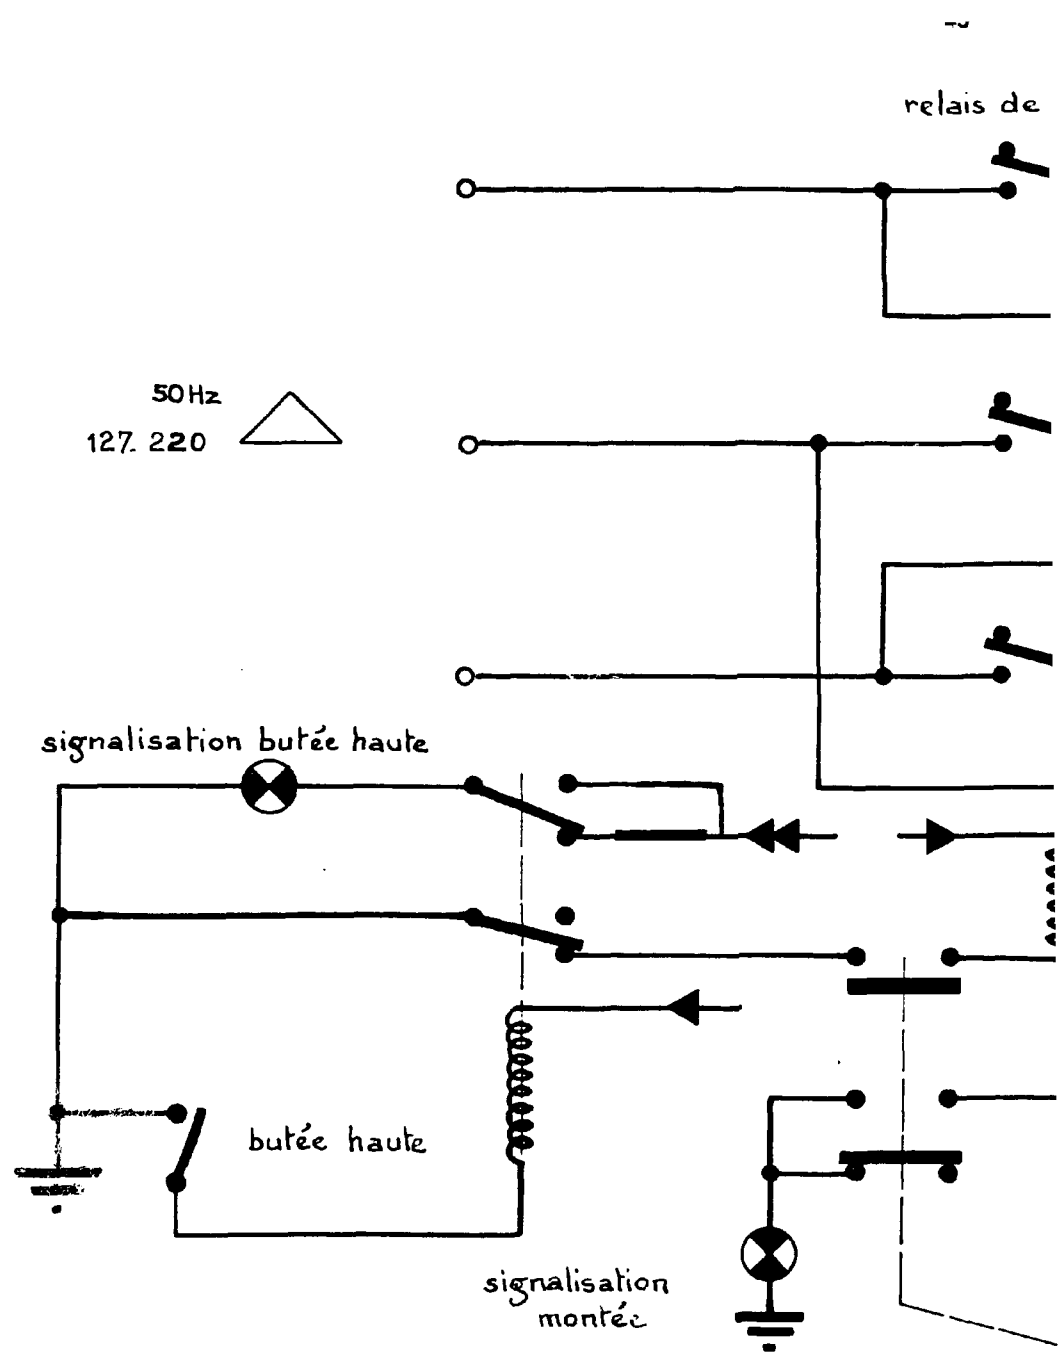 relais de
50Hz
127. 220
signalisation butée haute
butée haute
signalisation
montée